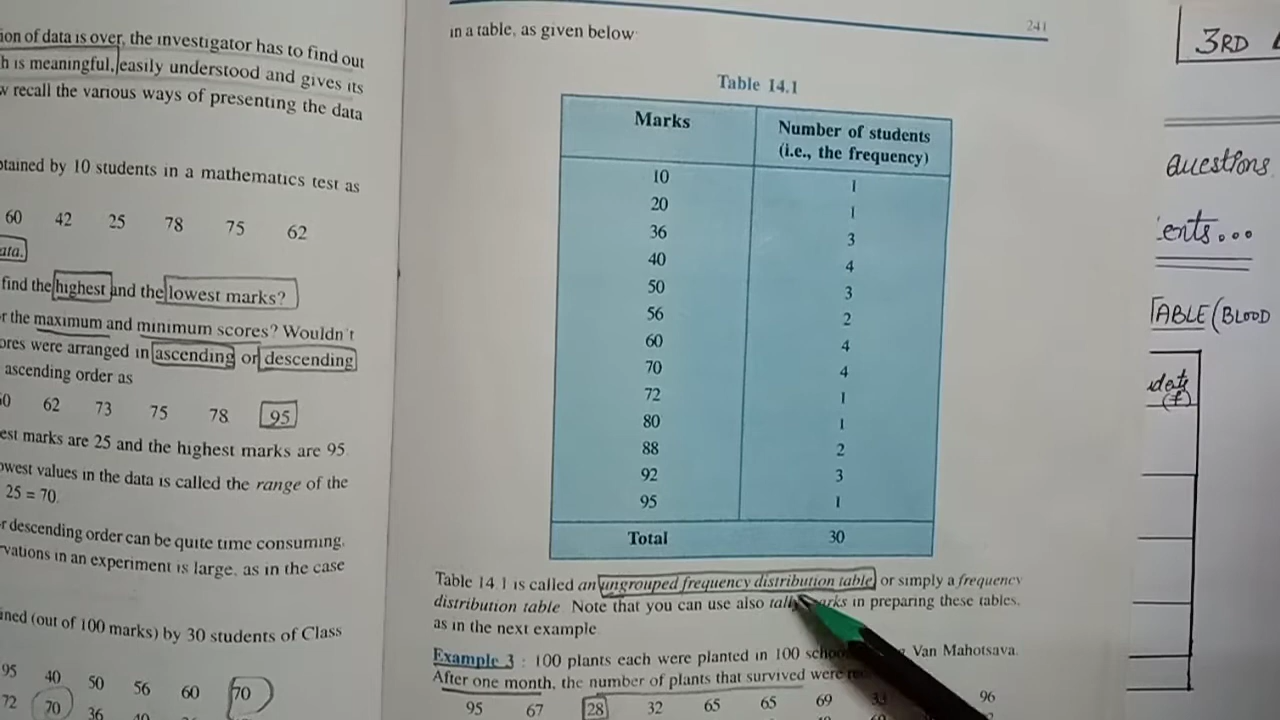 ion of data is over, the investigator has to find out
h is meaningful, easily understood and gives its
w recall the various ways of presenting the data
otained by 10 students in a mathematics test as
60 42 25 78 75 62
ata.
find the highest and the lowest marks?
r the maximum and minimum scores? Wouldn't
ores were arranged in ascending or descending
ascending order as
60 62 73 75 78 95
est marks are 25 and the highest marks are 95.
owest values in the data is called the range of the
25 = 70.
r descending order can be quite time consuming.
vations in an experiment is large, as in the case
ined (out of 100 marks) by 30 students of Class
95 40 50 56 60 70
72 70 36 40
241
in a table, as given below
Table 14.1
Marks Number of students
(i.e., the frequency)
10 1
20 1
36 3
40 4
50 3
56 2
60 4
70 4
72 1
80 1
88 2
92 3
95 1
Total 30
Table 14.1 is called an ungrouped frequency distribution table, or simply a frequency
distribution table. Note that you can use also tally marks in preparing these tables,
as in the next example
Example 3 : 100 plants each were planted in 100 Van Mahotsava.
After one month, the number of plants that survived were
95 67 28 32 65 65 69 33 96
3RD
Questions
ents...
TABLE (BLOOD
(f)